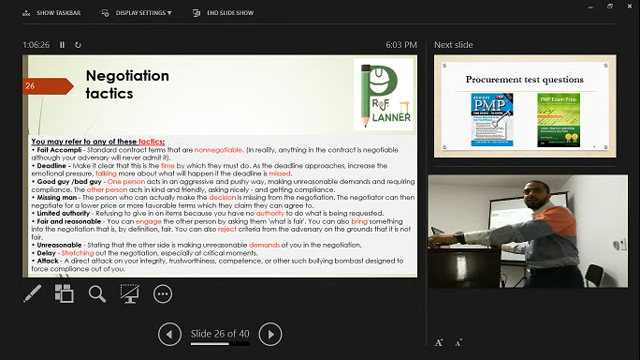 SHOW TASKBAR
DISPLAY SETTINGS
END SLIDE SHOW
1:06:26
6:03 PM
Next slide
26
Negotiation
tactics
PLANNER
You may refer to any of these tactics:
• Fait Accompli - Standard contract terms that are nonnegotiable. (In reality, anything in the contract is negotiable
although your adversary will never admit it).
• Deadline - Make it clear that this is the time by which they must do. As the deadline approaches, increase the
emotional pressure, talking more about what will happen if the deadline is missed.
• Good guy /bad guy - One person acts in an aggressive and pushy way, making unreasonable demands and requiring
compliance. The other person acts in kind and friendly, asking nicely - and getting compliance.
• Missing man - The person who can actually make the decision is missing from the negotiation. The negotiator can then
negotiate for a lower price or more favorable terms which they claim they can agree to.
• Limited authority - Refusing to give in on items because you have no authority to do what is being requested.
• Fair and reasonable - You can engage the other person by asking them 'what is fair'. You can also bring something
into the negotiation that is, by definition, fair. You can also reject criteria from the adversary on the grounds that it is not
fair.
• Unreasonable - Stating that the other side is making unreasonable demands of you in the negotiation,
• Delay - Stretching out the negotiation, especially at critical moments.
• Attack - A direct attack on your integrity, trustworthiness, competence, or other such bullying bombast designed to
force compliance out of you.
Procurement test questions
PMP
PMP Exam Prep
Slide 26 of 40
A
A